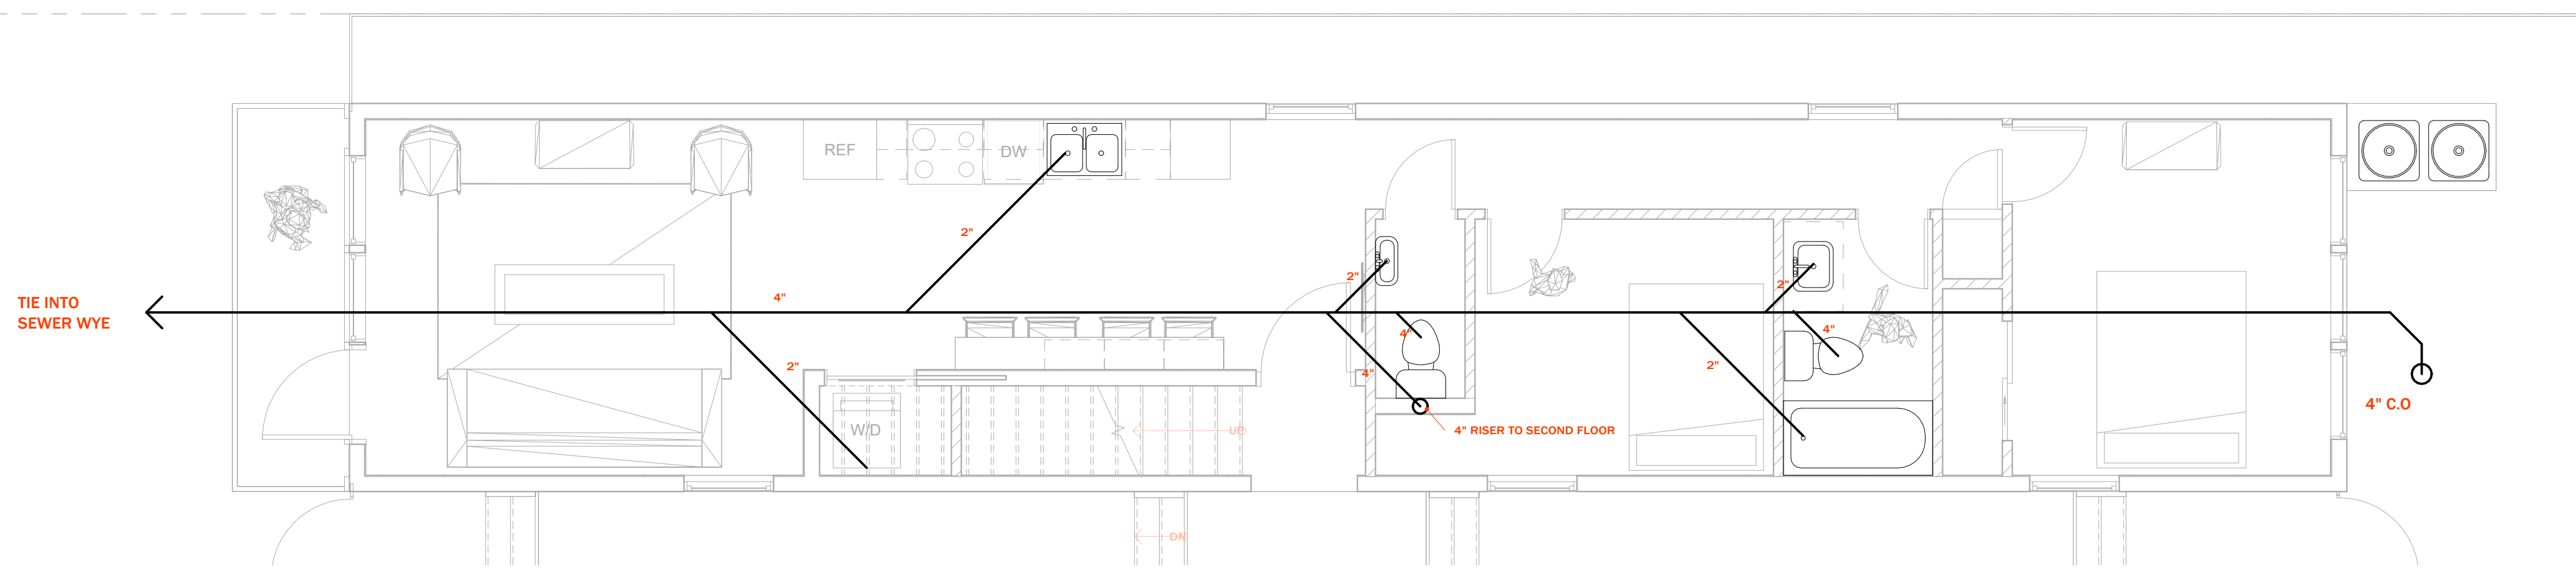 REF
DW
2"
2"
2"
TIE INTO
SEWER WYE
4"
4"
4"
2"
4"
2"
4" C.O
W/D
UP
4" RISER TO SECOND FLOOR
DN